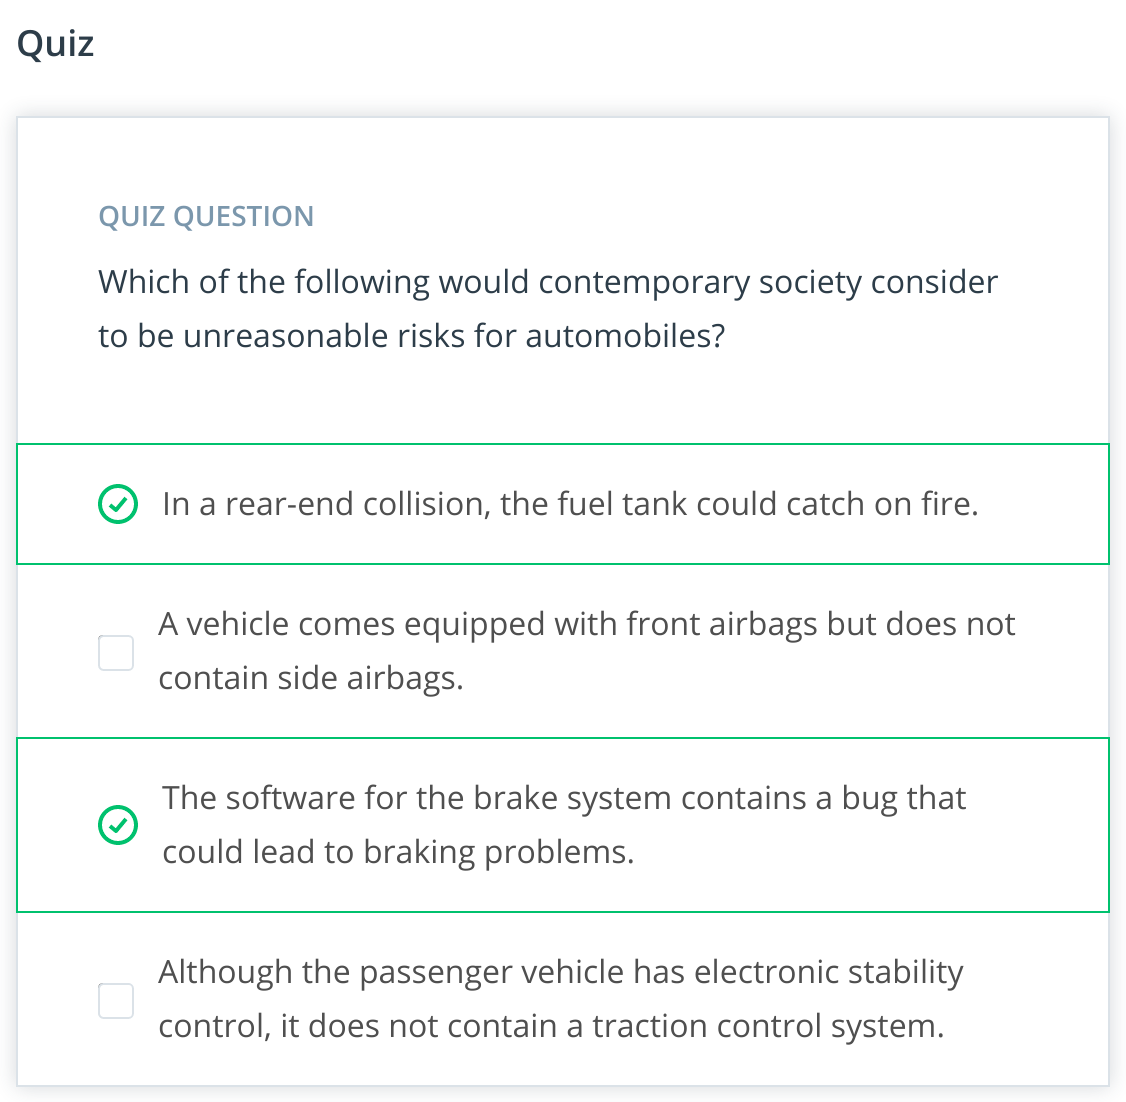 Quiz
QUIZ QUESTION
Which of the following would contemporary society consider
to be unreasonable risks for automobiles?
In a rear-end collision, the fuel tank could catch on fire.
A vehicle comes equipped with front airbags but does not
contain side airbags.
The software for the brake system contains a bug that
could lead to braking problems.
Although the passenger vehicle has electronic stability
control, it does not contain a traction control system.